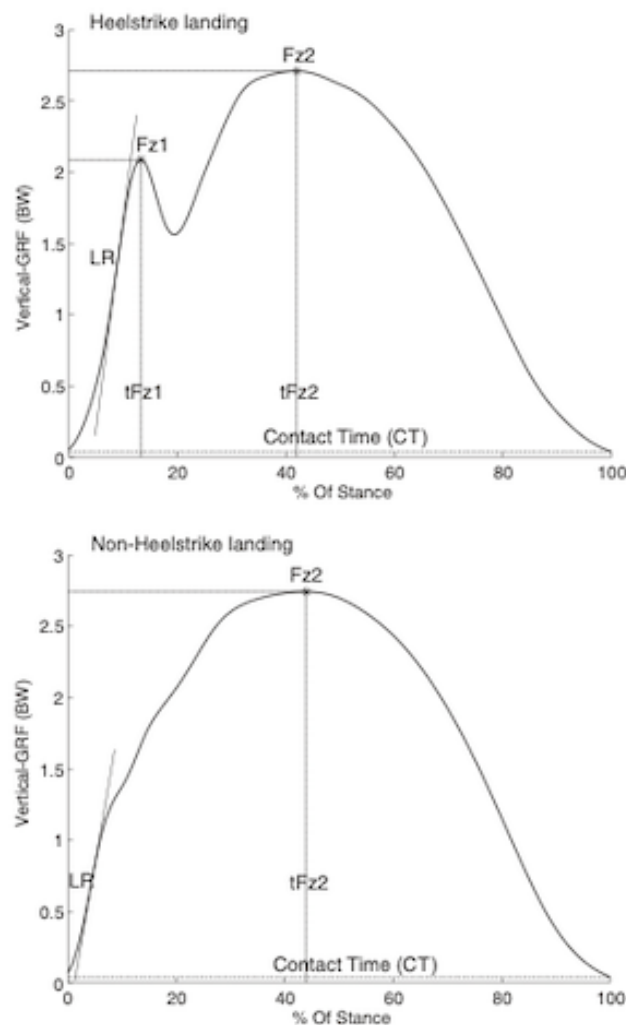 Heelstrike landing
3
Fz2
2.5
Fz1
2
Vertical-GRF (BW)
1.5
LR
1
0.5
tFz1
tFz2
Contact Time (CT)
0
0
20
40
60
80
100
% Of Stance
Non-Heelstrike landing
3
Fz2
2.5
2
Vertical-GRF (BW)
1.5
1
LR
tFz2
0.5
Contact Time (CT)
0
0
20
40
60
80
100
% Of Stance